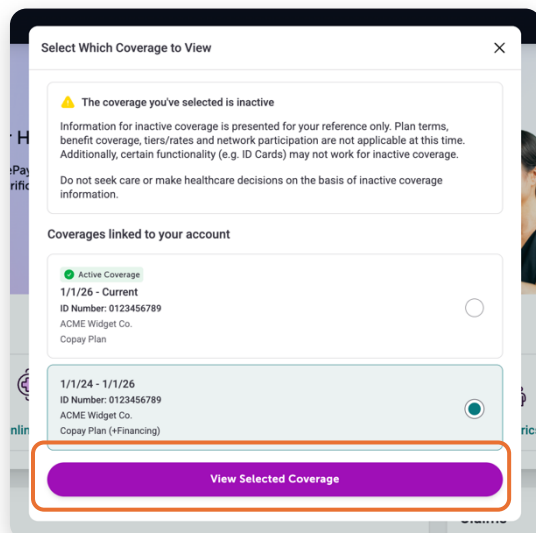 Select Which Coverage to View
The coverage you've selected is inactive
Information for inactive coverage is presented for your reference only. Plan terms,
benefit coverage, tiers/rates and network participation are not applicable at this time.
Additionally, certain functionality (e.g. ID Cards) may not work for inactive coverage.
Do not seek care or make healthcare decisions on the basis of inactive coverage
information.
Coverages linked to your account
Active Coverage
1/1/26 - Current
ID Number: 0123456789
ACME Widget Co.
Copay Plan
1/1/24 - 1/1/26
ID Number: 0123456789
ACME Widget Co.
Copay Plan (+Financing)
View Selected Coverage